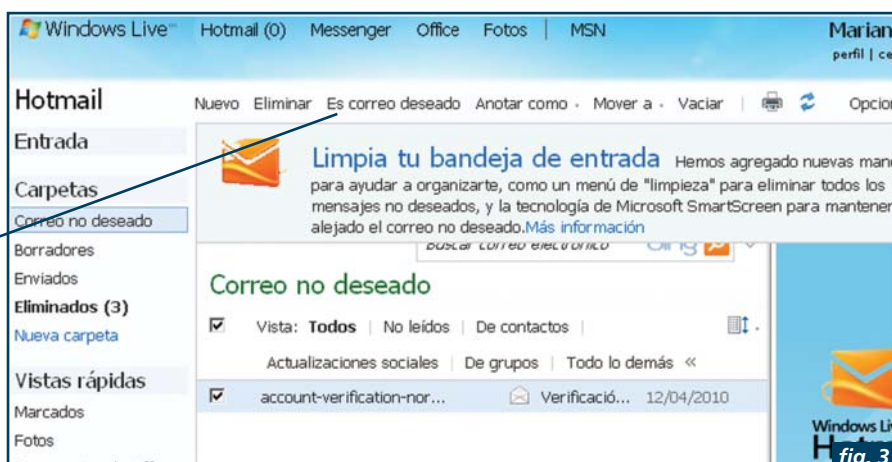 Windows Live™ Hotmail (0) Messenger Office Fotos | MSN Marian
perfil | ce
Hotmail
Nuevo Eliminar Es correo deseado Anotar como Mover a Vaciar | Opcion
Entrada
Limpia tu bandeja de entrada Hemos agregado nuevas mane
para ayudar a organizarte, como un menú de "limpieza" para eliminar todos los
mensajes no deseados, y la tecnología de Microsoft SmartScreen para mantener
alejado el correo no deseado.Más información
Carpetas
Correo no deseado
Borradores
Enviados
Eliminados (3)
Nueva carpeta
Vistas rápidas
Marcados
Fotos
Buscar correo electrónico bing
Correo no deseado
Vista: Todos | No leídos | De contactos |
Actualizaciones sociales | De grupos | Todo lo demás «
account-verification-nor... Verificació... 12/04/2010
Windows Liv
fig. 3